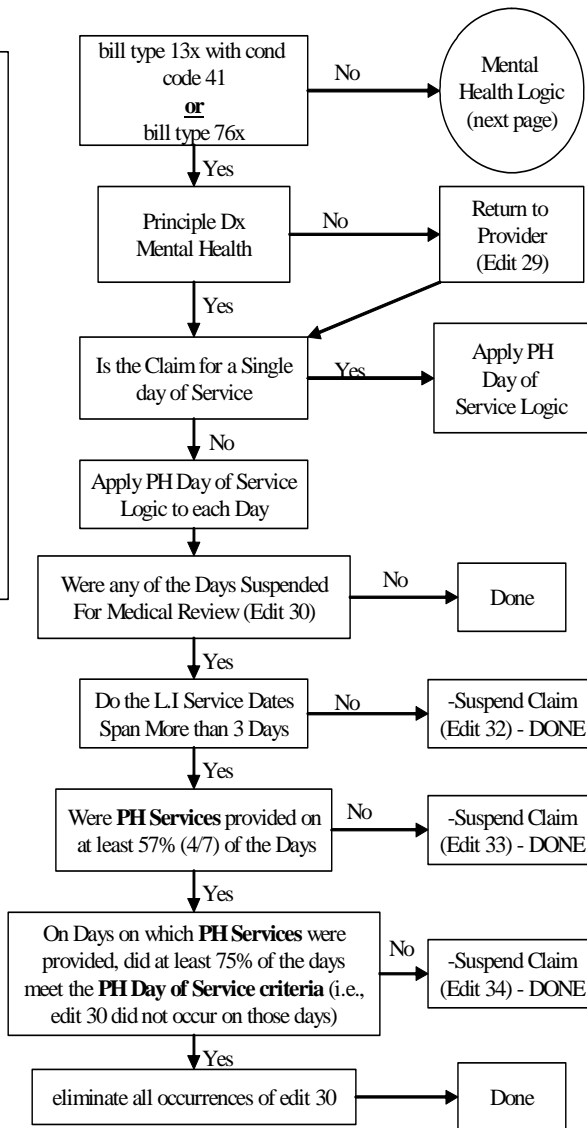 bill type 13x with cond
code 41
or
bill type 76x
No
Mental
Health Logic
(next page)
Yes
Principle Dx
Mental Health
No
Return to
Provider
(Edit 29)
Yes
Is the Claim for a Single
day of Service
Yes
Apply PH
Day of
Service Logic
No
Apply PH Day of Service
Logic to each Day
Were any of the Days Suspended
For Medical Review (Edit 30)
No
Done
Yes
Do the L.I Service Dates
Span More than 3 Days
No
-Suspend Claim
(Edit 32) - DONE
Yes
Were PH Services provided on
at least 57% (4/7) of the Days
No
-Suspend Claim
(Edit 33) - DONE
Yes
On Days on which PH Services were
provided, did at least 75% of the days
meet the PH Day of Service criteria (i.e.,
edit 30 did not occur on those days)
No
-Suspend Claim
(Edit 34) - DONE
Yes
eliminate all occurrences of edit 30
Done